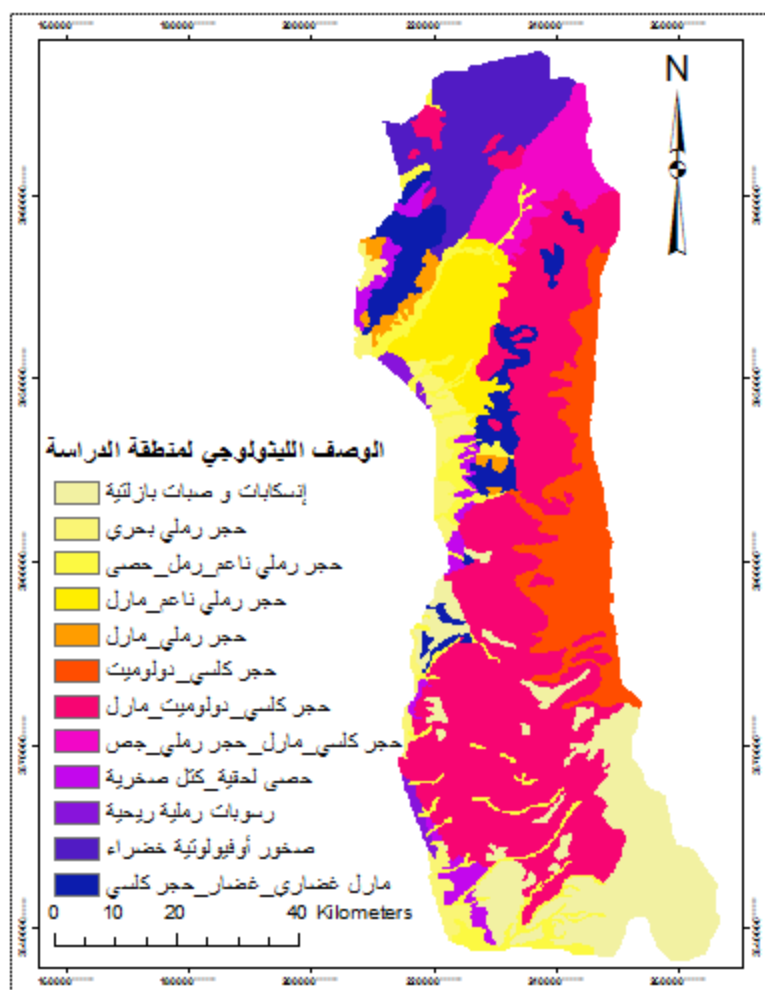 N
الوصف الليثولوجي لمنطقة الدراسة
إنسكابات و صبات بازلتية
حجر رملي بحري
حجر رملي ناعم_رمل_حصى
حجر رملي ناعم_مارل
حجر رملي_مارل
حجر كلسي_دولوميت
حجر كلسي_دولوميت_مارل
حجر كلسي_مارل_حجر رملي_جص
حصى لحقية_كتل صخرية
رسوبات رملية ريحية
صخور أوفيولوتية خضراء
مارل غضاري_غضار_حجر كلسي
0 10 20 40 Kilometers